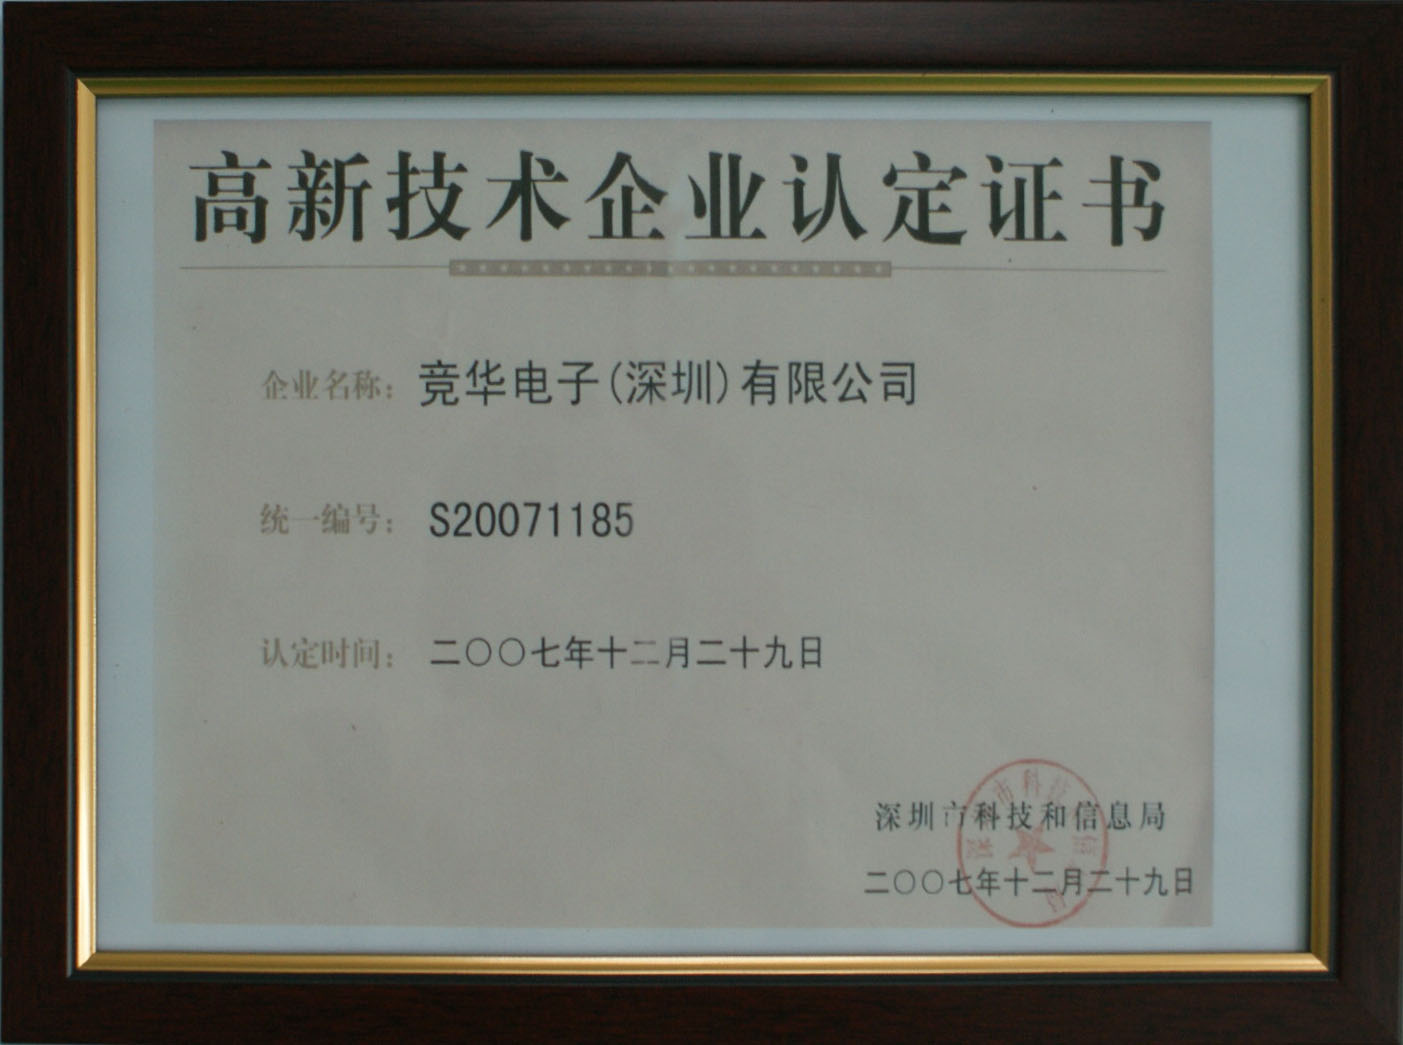 高新技术企业认定证书
企业名称：竞华电子(深圳)有限公司
统一编号：S20071185
认定时间：二〇〇七年十二月二十九日
深圳市科技和信息局
二〇〇七年十二月二十九日